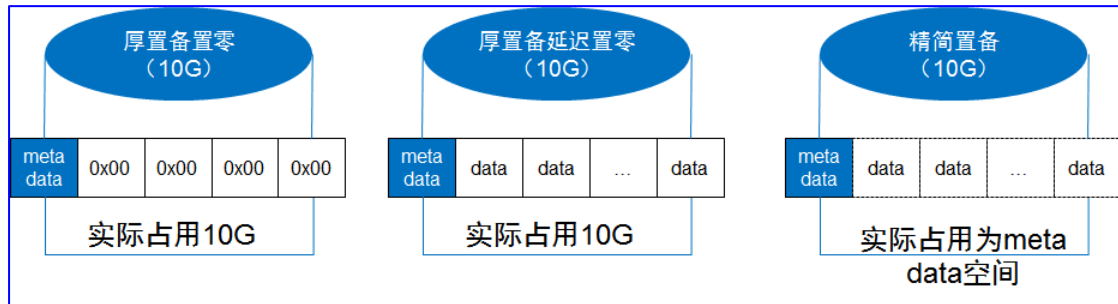 厚置备置零
（10G）
厚置备延迟置零
（10G）
精简置备
（10G）
meta
data
0x00
0x00
0x00
0x00
meta
data
data
data
…
data
meta
data
data
data
…
data
实际占用10G
实际占用10G
实际占用为meta
data空间